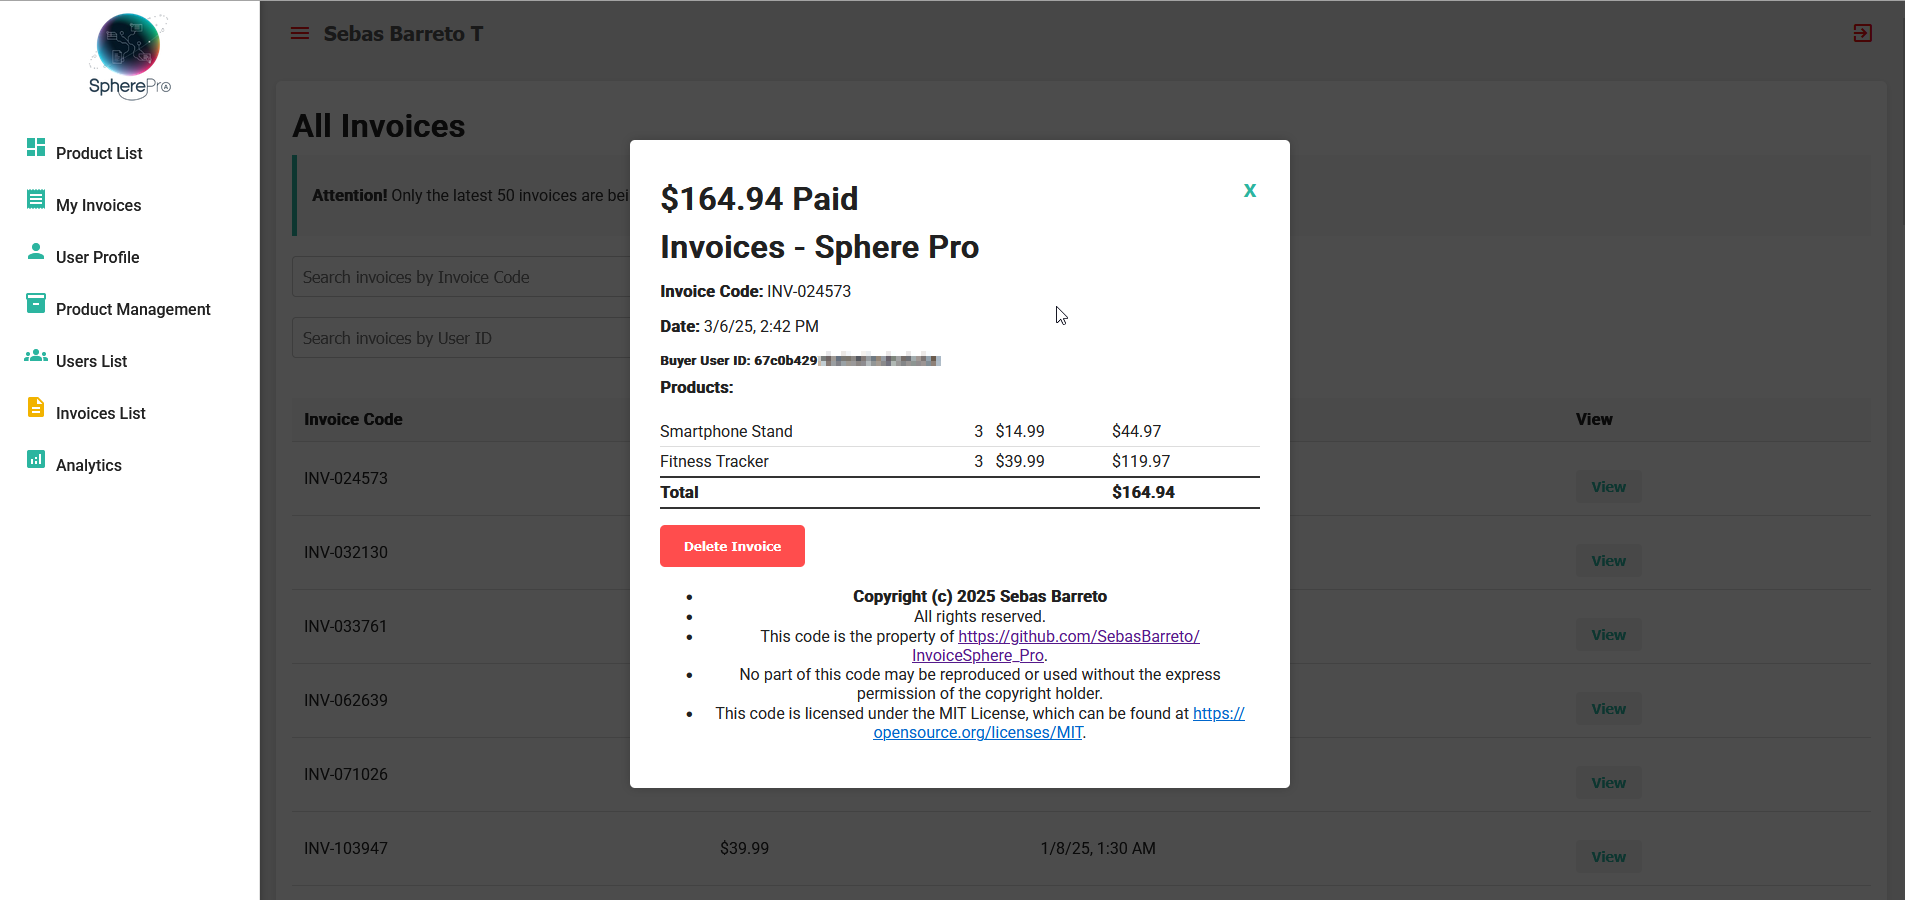 SpherePro
Product List
My Invoices
User Profile
Product Management
Users List
Invoices List
Analytics
Sebas Barreto T
All Invoices
Attention! Only the latest 50 invoices are bei
Search invoices by Invoice Code
Search invoices by User ID
Invoice Code
View
INV-024573
View
INV-032130
View
INV-033761
View
INV-062639
View
INV-071026
View
INV-103947 $39.99 1/8/25, 1:30 AM
View
$164.94 Paid
X
Invoices - Sphere Pro
Invoice Code: INV-024573
Date: 3/6/25, 2:42 PM
Buyer User ID: 67c0b429
Products:
Smartphone Stand 3 $14.99 $44.97
Fitness Tracker 3 $39.99 $119.97
Total $164.94
Delete Invoice
• Copyright (c) 2025 Sebas Barreto
• All rights reserved.
• This code is the property of https://github.com/SebasBarreto/
InvoiceSphere_Pro.
• No part of this code may be reproduced or used without the express
permission of the copyright holder.
• This code is licensed under the MIT License, which can be found at https://
opensource.org/licenses/MIT.